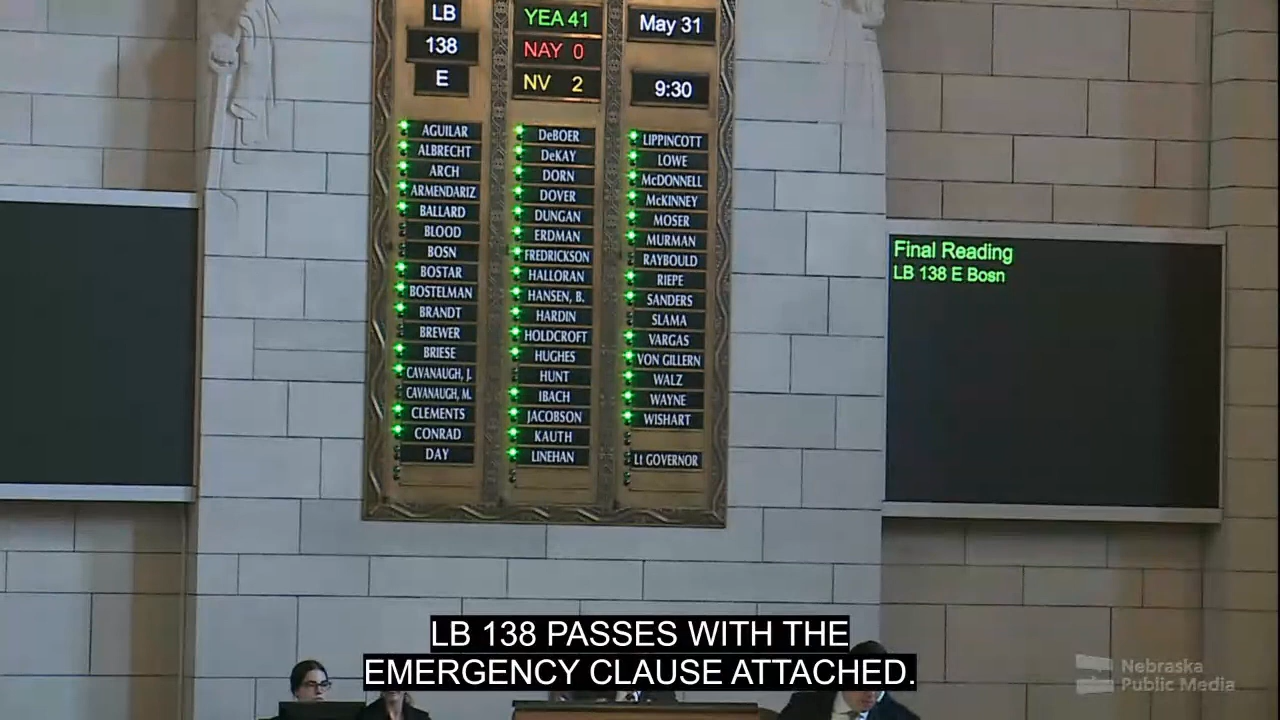 LB
138
E
YEA 41
NAY 0
NV 2
May 31
9:30
AGUILAR
ALBRECHT
ARCH
ARMENDARIZ
BALLARD
BLOOD
BOSN
BOSTAR
BOSTELMAN
BRANDT
BREWER
BRIESE
CAVANAUGH, J.
CAVANAUGH, M.
CLEMENTS
CONRAD
DAY
DeBOER
DeKAY
DORN
DOVER
DUNGAN
ERDMAN
FREDRICKSON
HALLORAN
HANSEN, B.
HARDIN
HOLDCROFT
HUGHES
HUNT
IBACH
JACOBSON
KAUTH
LINEHAN
LIPPINCOTT
LOWE
McDONNELL
McKINNEY
MOSER
MURMAN
RAYBOULD
RIEPE
SANDERS
SLAMA
VARGAS
VON GILLERN
WALZ
WAYNE
WISHART
Lt GOVERNOR
Final Reading
LB 138 E Bosn
LB 138 PASSES WITH THE
EMERGENCY CLAUSE ATTACHED.
Nebraska
Public Media